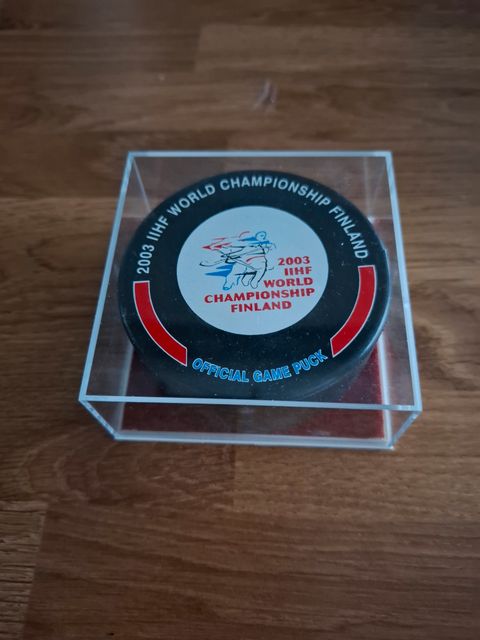 2003 IIHF WORLD CHAMPIONSHIP FINLAND
2003
IIHF
WORLD
CHAMPIONSHIP
FINLAND
OFFICIAL GAME PUCK